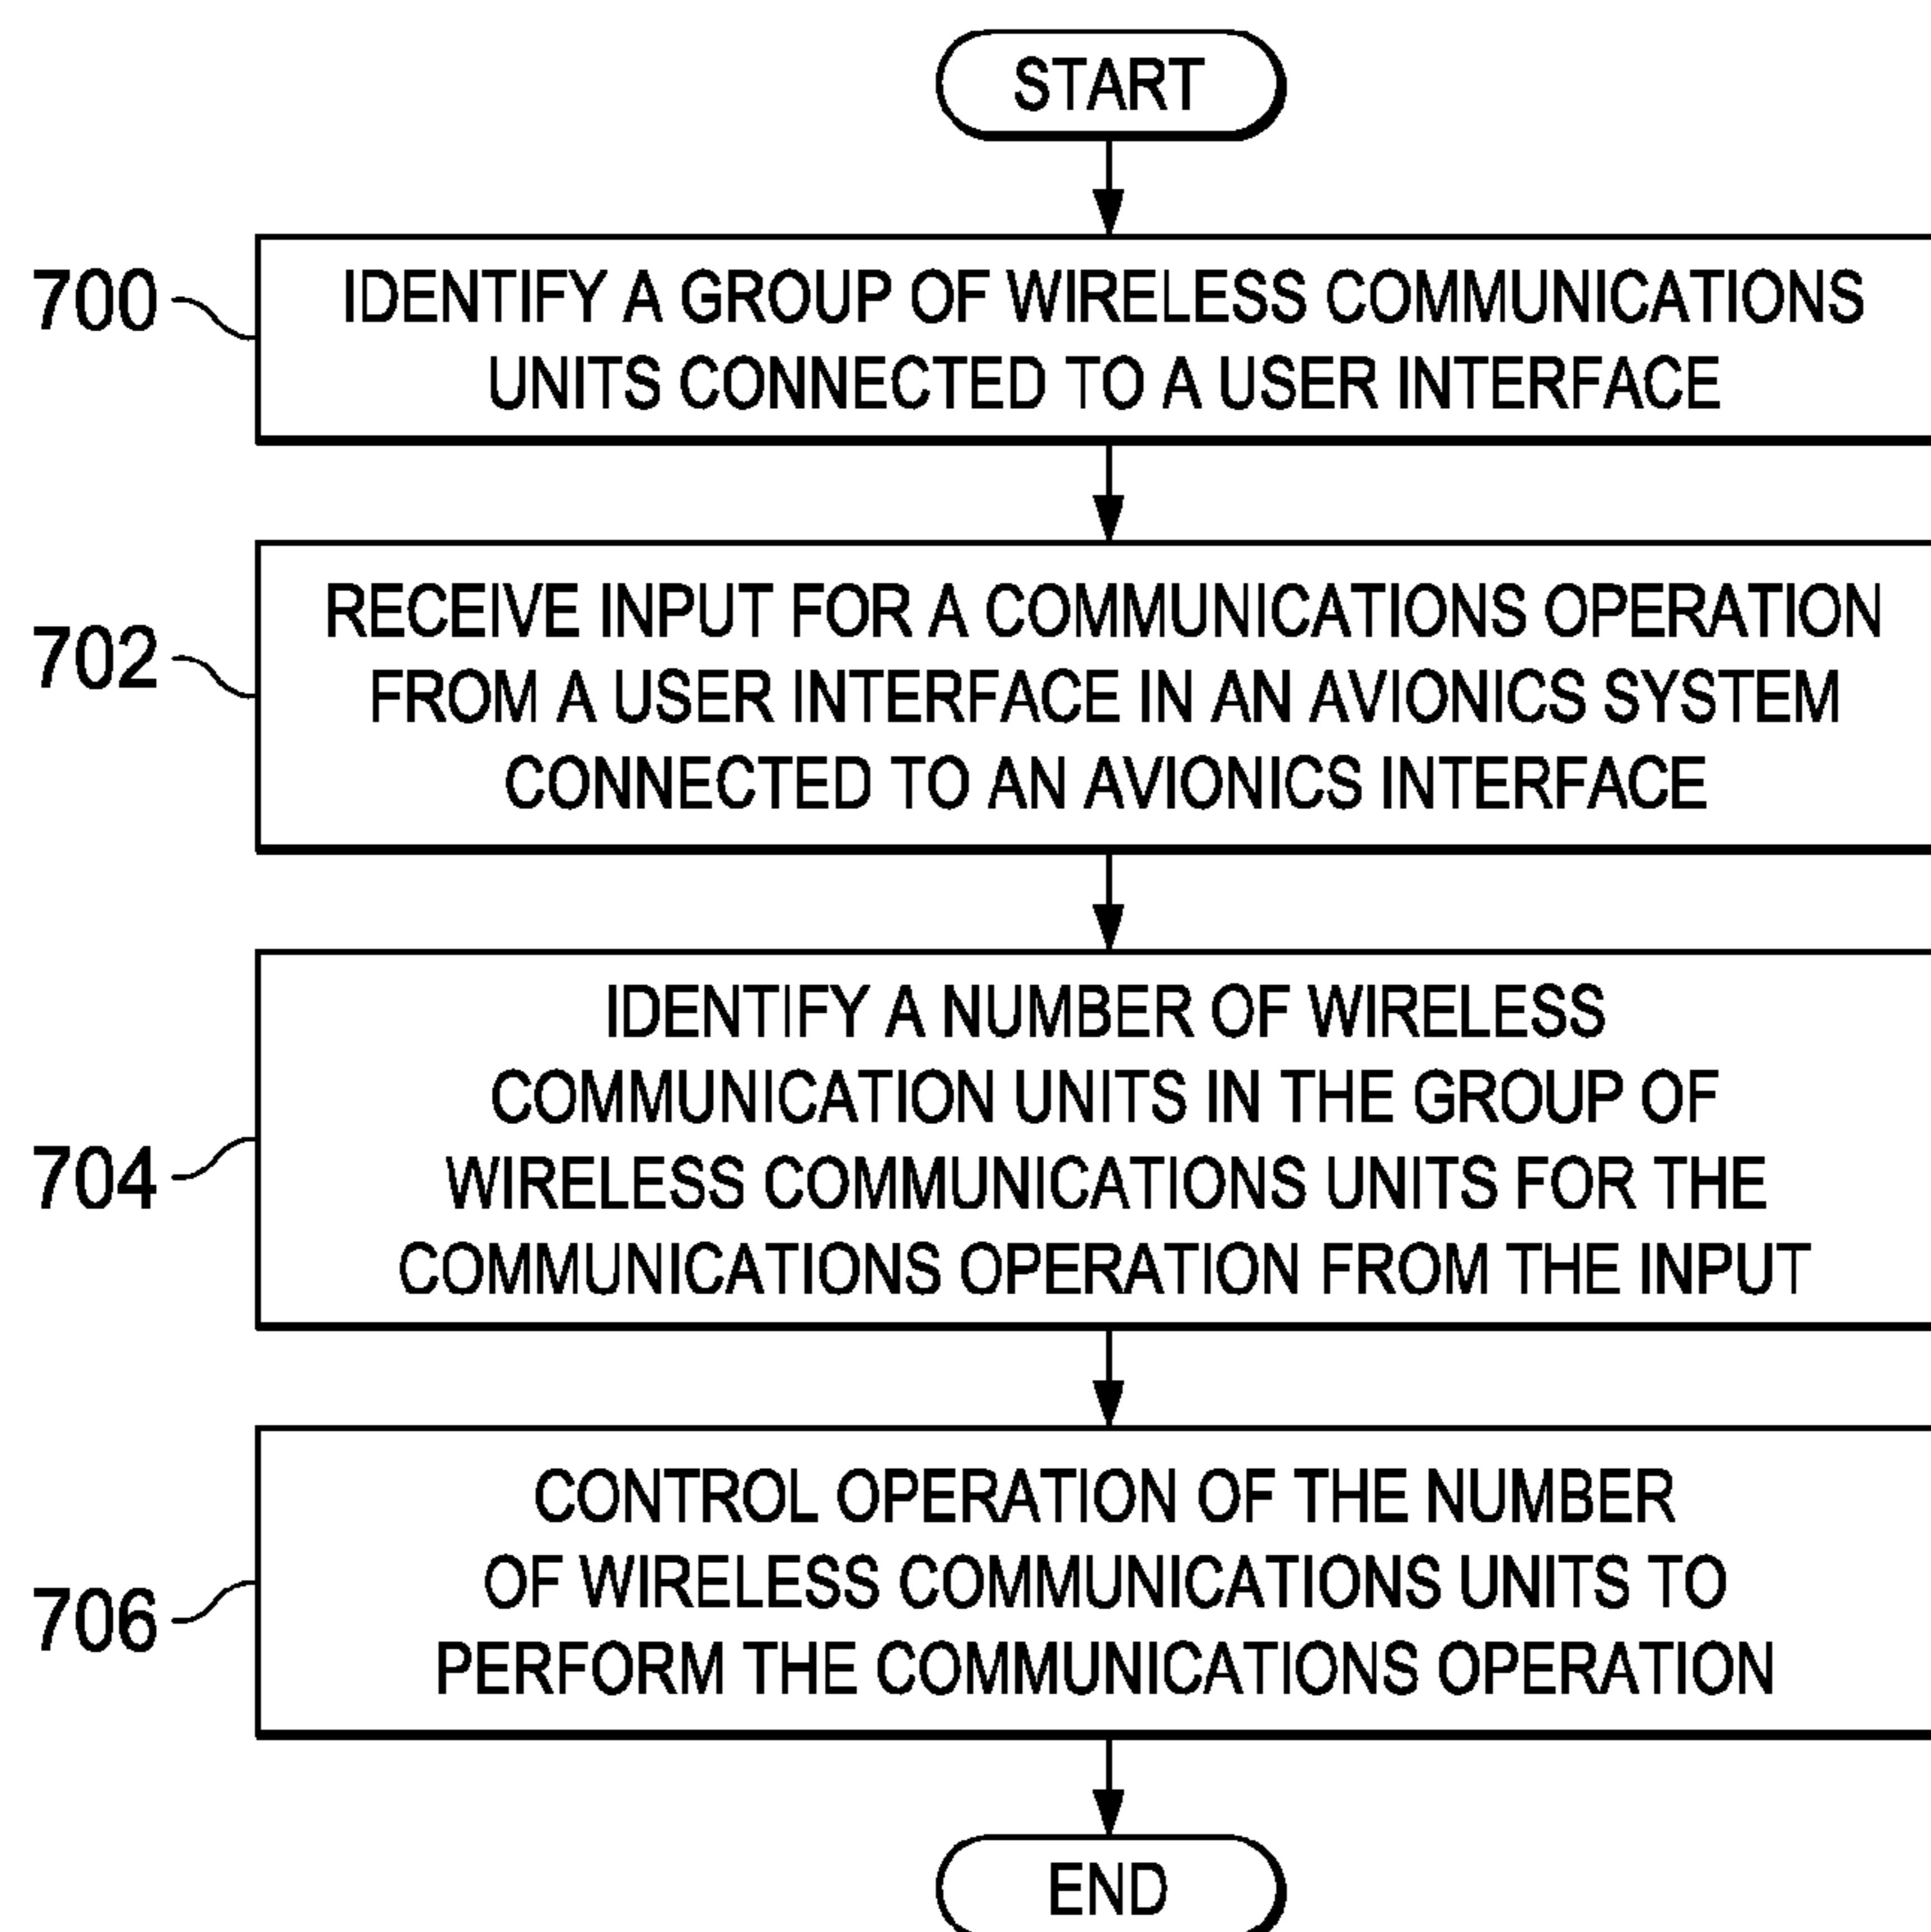 START
700
IDENTIFY A GROUP OF WIRELESS COMMUNICATIONS
UNITS CONNECTED TO A USER INTERFACE
702
RECEIVE INPUT FOR A COMMUNICATIONS OPERATION
FROM A USER INTERFACE IN AN AVIONICS SYSTEM
CONNECTED TO AN AVIONICS INTERFACE
704
IDENTIFY A NUMBER OF WIRELESS
COMMUNICATION UNITS IN THE GROUP OF
WIRELESS COMMUNICATIONS UNITS FOR THE
COMMUNICATIONS OPERATION FROM THE INPUT
706
CONTROL OPERATION OF THE NUMBER
OF WIRELESS COMMUNICATIONS UNITS TO
PERFORM THE COMMUNICATIONS OPERATION
END